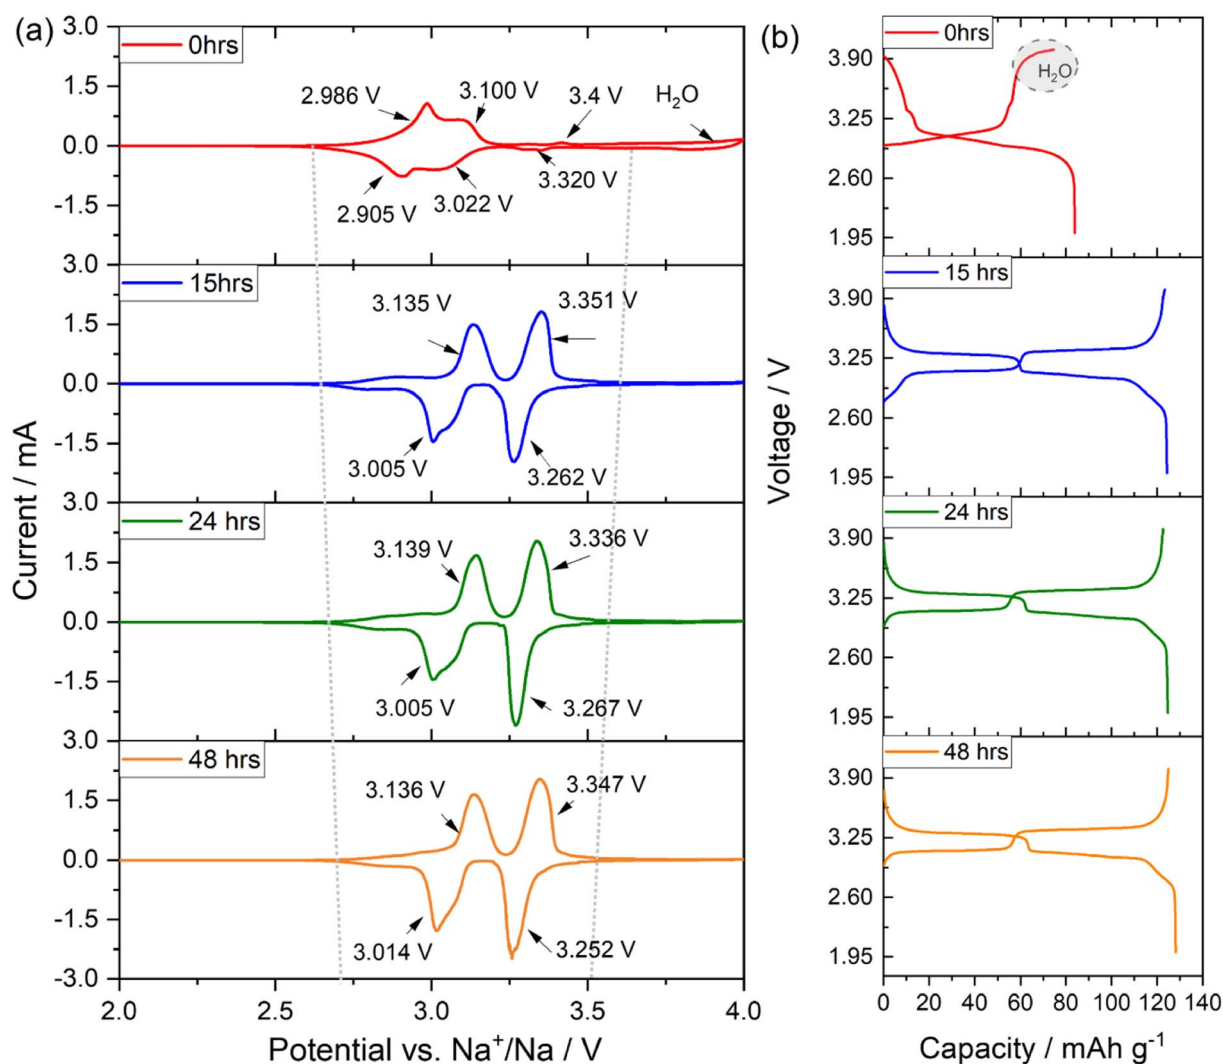 (a)
0hrs
3.0
1.5
0.0
-1.5
2.986 V
3.100 V
3.4 V
H₂O
2.905 V
3.022 V
3.320 V
15hrs
3.0
1.5
0.0
-1.5
3.135 V
3.351 V
3.005 V
3.262 V
24 hrs
3.0
1.5
0.0
-1.5
3.139 V
3.336 V
3.005 V
3.267 V
48 hrs
3.0
1.5
0.0
-1.5
-3.0
3.136 V
3.347 V
3.014 V
3.252 V
2.0
2.5
3.0
3.5
4.0
Current / mA
Potential vs. Na⁺/Na / V
(b)
0hrs
3.90
3.25
2.60
1.95
H₂O
15 hrs
3.90
3.25
2.60
1.95
24 hrs
3.90
3.25
2.60
1.95
48 hrs
3.90
3.25
2.60
1.95
0
20
40
60
80
100
120
140
Voltage / V
Capacity / mAh g⁻¹